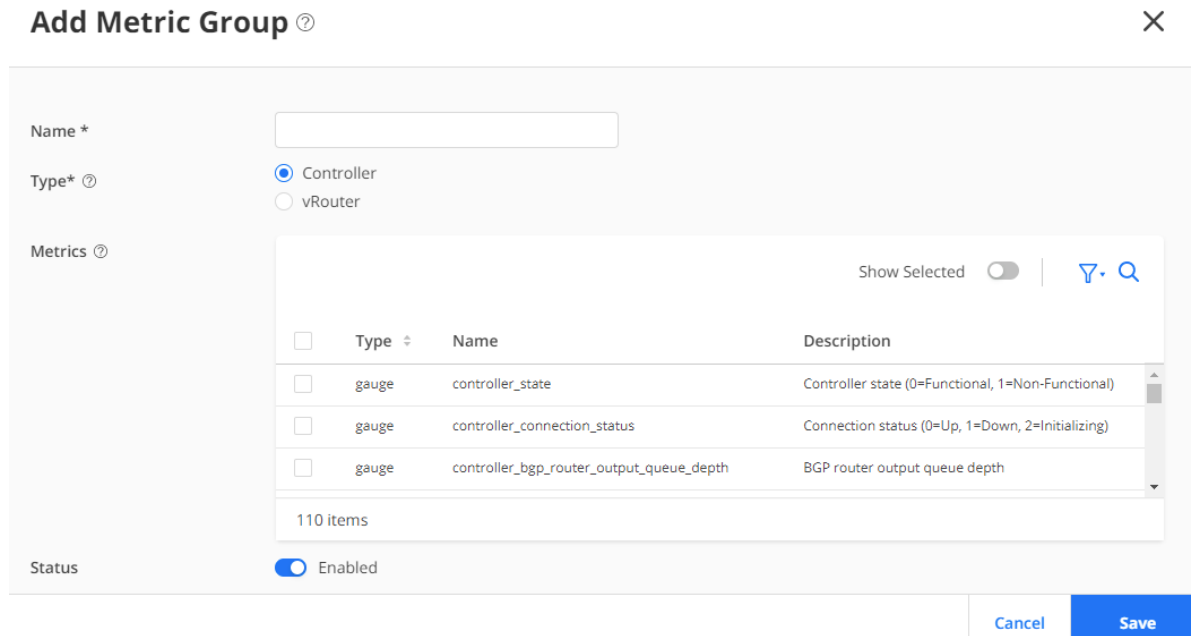 Add Metric Group
Name *
Type*
Controller
vRouter
Metrics
Show Selected
Type Name Description
gauge controller_state Controller state (0=Functional, 1=Non-Functional)
gauge controller_connection_status Connection status (0=Up, 1=Down, 2=Initializing)
gauge controller_bgp_router_output_queue_depth BGP router output queue depth
110 items
Status Enabled
Cancel Save